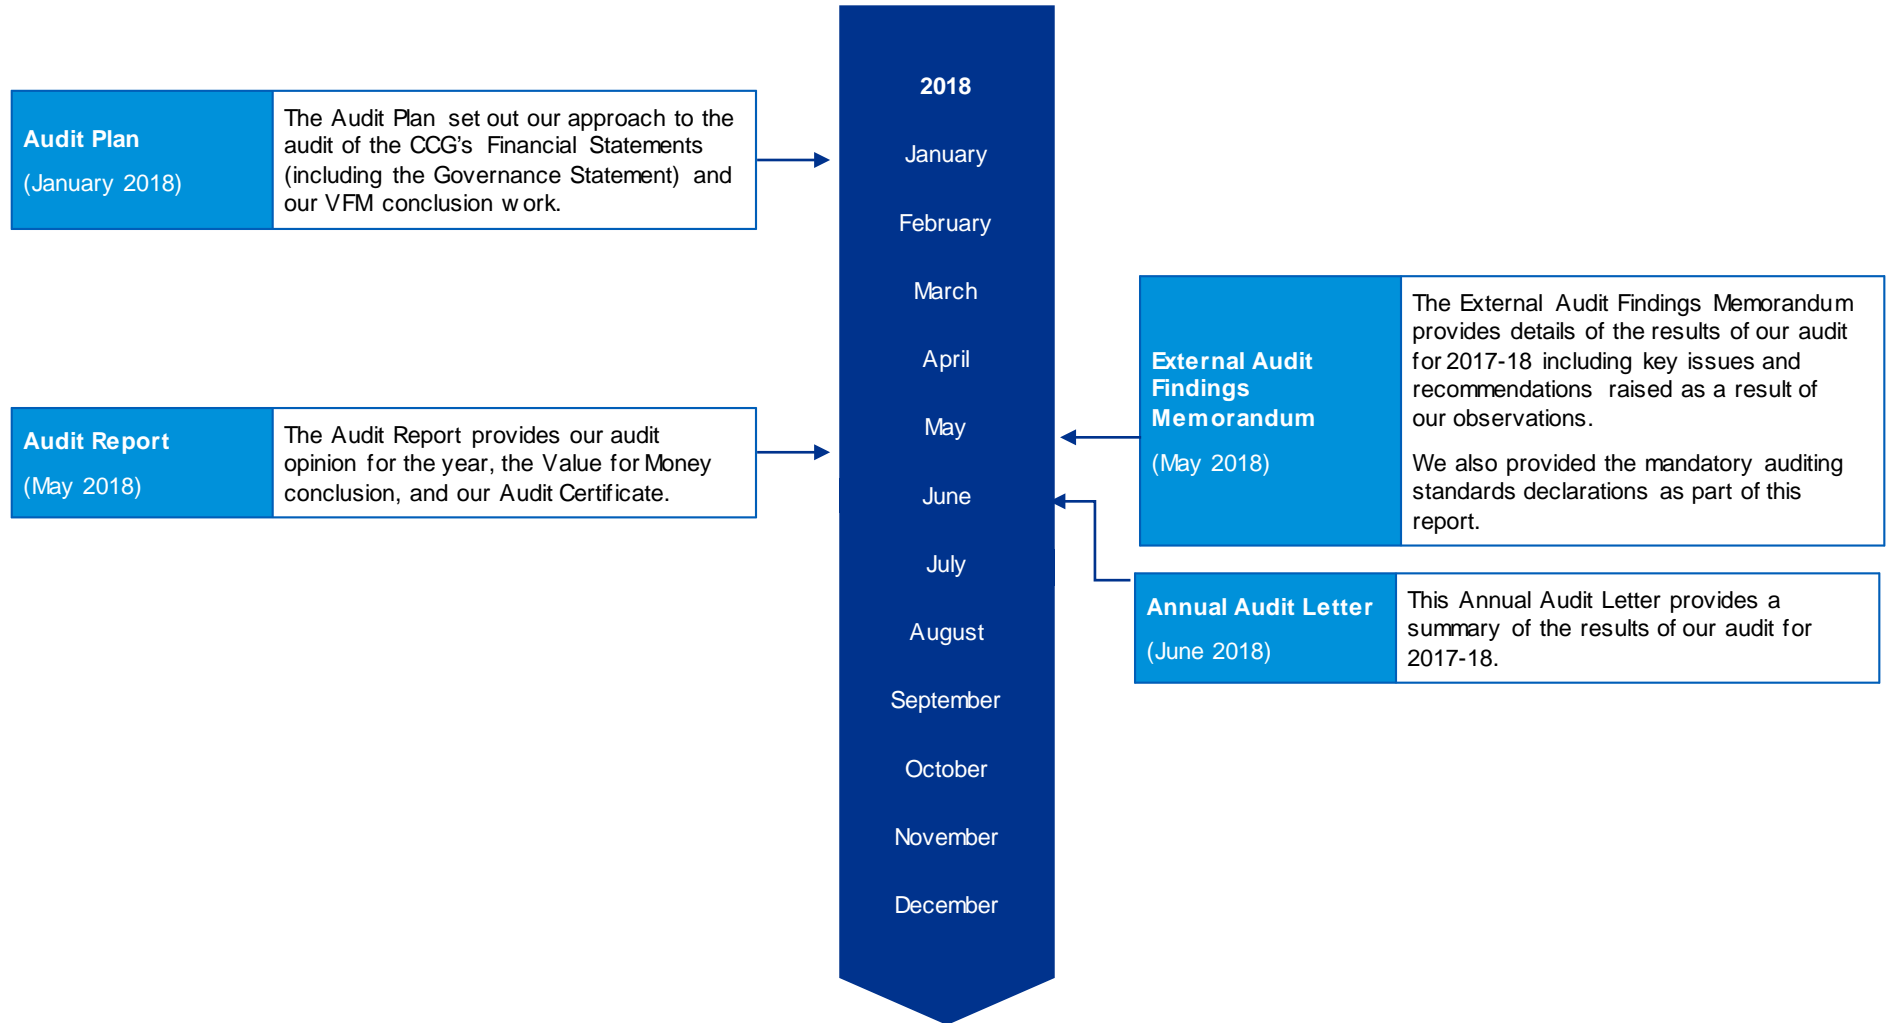 Audit Plan
(January 2018)
The Audit Plan set out our approach to the
audit of the CCG's Financial Statements
(including the Governance Statement) and
our VFM conclusion work.
Audit Report
(May 2018)
The Audit Report provides our audit
opinion for the year, the Value for Money
conclusion, and our Audit Certificate.
2018
January
February
March
April
May
June
July
August
September
October
November
December
External Audit
Findings
Memorandum
(May 2018)
The External Audit Findings Memorandum
provides details of the results of our audit
for 2017-18 including key issues and
recommendations raised as a result of
our observations.
We also provided the mandatory auditing
standards declarations as part of this
report.
Annual Audit Letter
(June 2018)
This Annual Audit Letter provides a
summary of the results of our audit for
2017-18.